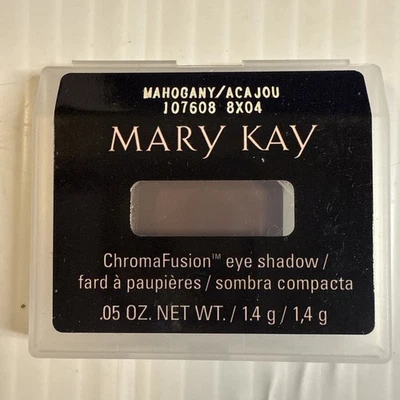 MAHOGANY/ACAJOU
107608 8X04
MARY KAY
ChromaFusion™ eye shadow /
fard à paupières / sombra compacta
.05 OZ. NET WT. / 1.4 g / 1,4 g